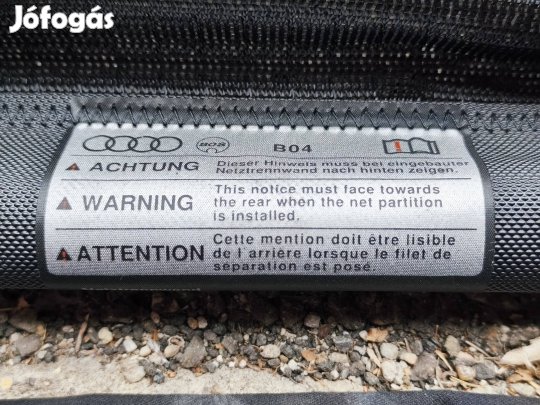 Jófogás
BOS
B04
ACHTUNG
Dieser Hinweis muss bei eingebauter
Netztrennwand nach hinten zeigen.
WARNING
This notice must face towards
the rear when the net partition
is installed.
ATTENTION
Cette mention doit être lisible
de l arrière lorsque le filet de
séparation est posé.